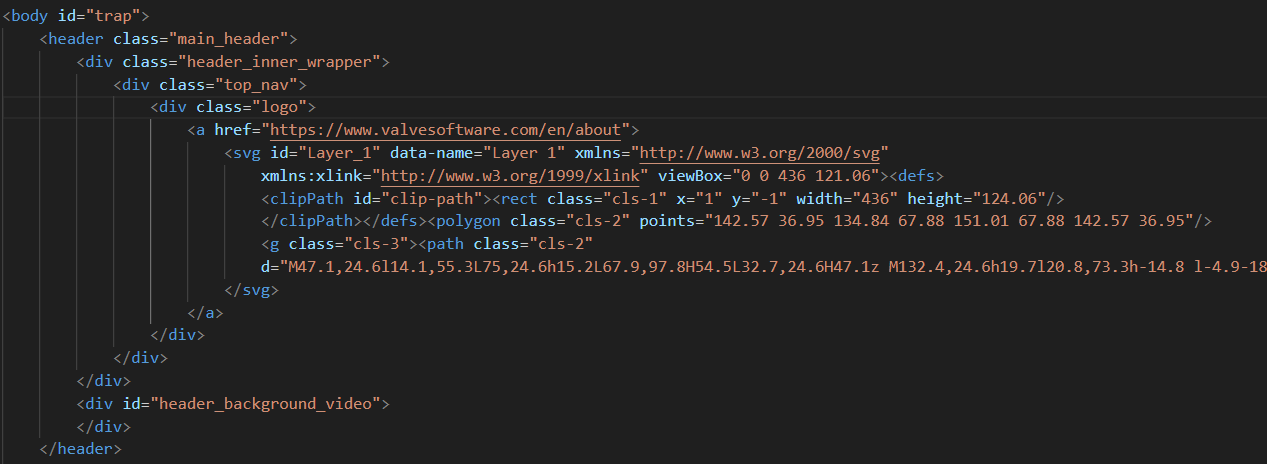 <body id="trap">
<header class="main_header">
<div class="header_inner_wrapper">
<div class="top_nav">
<div class="logo">
<a href="https://www.valvesoftware.com/en/about">
<svg id="Layer_1" data-name="Layer 1" xmlns="http://www.w3.org/2000/svg"
xmlns:xlink="http://www.w3.org/1999/xlink" viewBox="0 0 436 121.06"><defs>
<clipPath id="clip-path"><rect class="cls-1" x="1" y="-1" width="436" height="124.06"/>
</clipPath></defs><polygon class="cls-2" points="142.57 36.95 134.84 67.88 151.01 67.88 142.57 36.95"/>
<g class="cls-3"><path class="cls-2"
d="M47.1,24.6l14.1,55.3L75,24.6h15.2L67.9,97.8H54.5L32.7,24.6H47.1z M132.4,24.6h19.7l20.8,73.3h-14.8 l-4.9-18
</svg>
</a>
</div>
</div>
</div>
<div id="header_background_video">
</div>
</header>